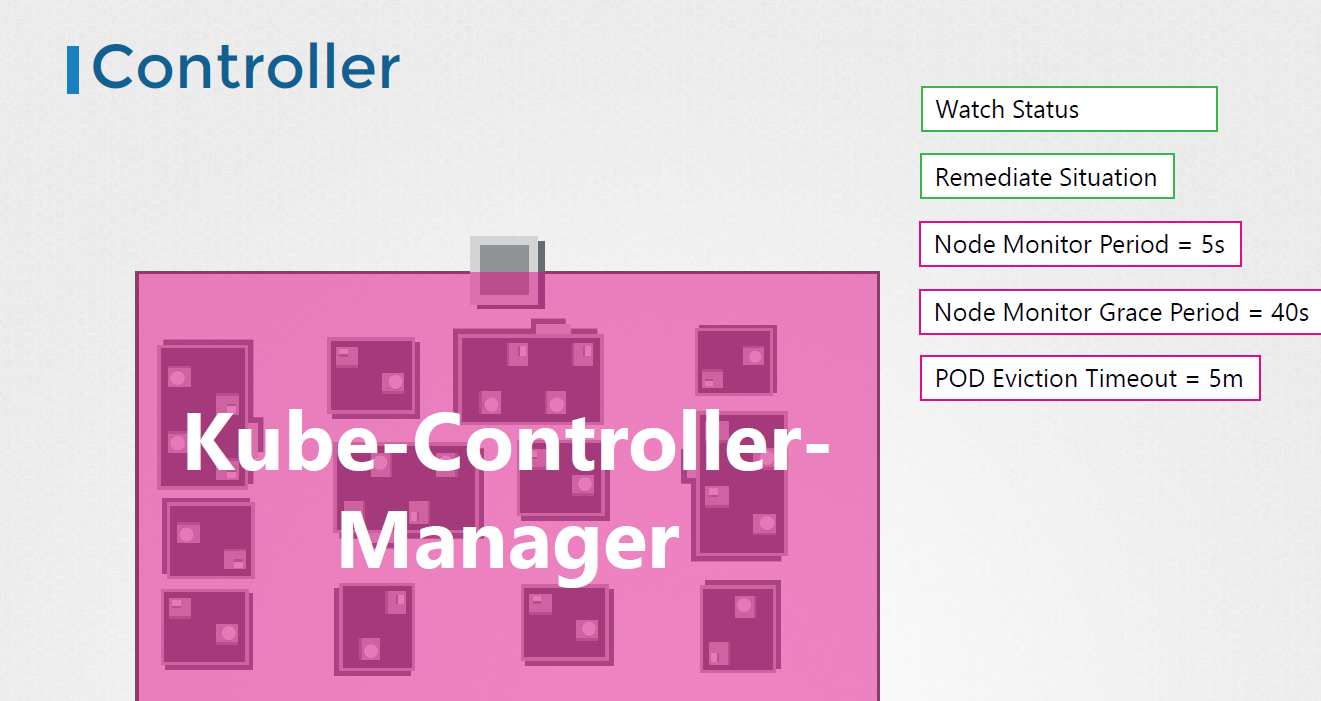 Controller
Watch Status
Remediate Situation
Node Monitor Period = 5s
Node Monitor Grace Period = 40s
POD Eviction Timeout = 5m
Kube-Controller-
Manager